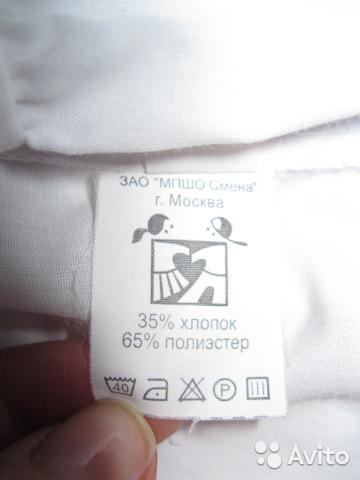 ЗАО "МПШО Смена"
г. Москва
35% хлопок
65% полиэстер
40 P
Avito